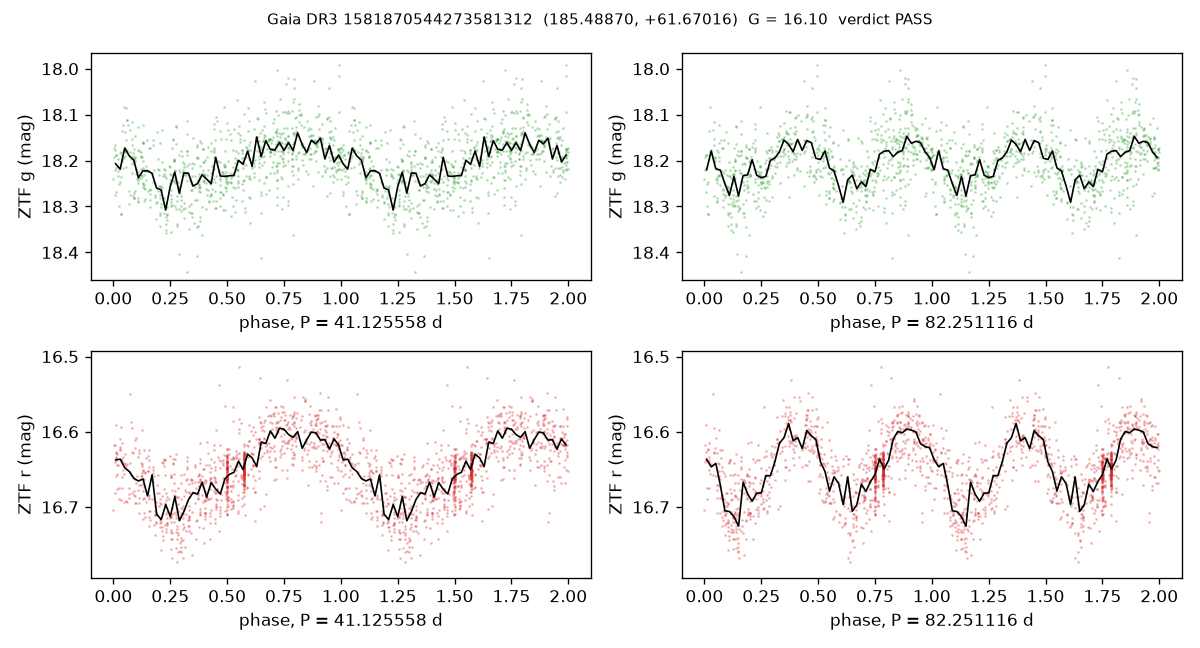 Gaia DR3 1581870544273581312 (185.48870, +61.67016) G = 16.10 verdict PASS
ZTF g (mag)
18.0
18.1
18.2
18.3
18.4
0.00 0.25 0.50 0.75 1.00 1.25 1.50 1.75 2.00
phase, P = 41.125558 d
ZTF g (mag)
18.0
18.1
18.2
18.3
18.4
0.00 0.25 0.50 0.75 1.00 1.25 1.50 1.75 2.00
phase, P = 82.251116 d
ZTF r (mag)
16.5
16.6
16.7
0.00 0.25 0.50 0.75 1.00 1.25 1.50 1.75 2.00
phase, P = 41.125558 d
ZTF r (mag)
16.5
16.6
16.7
0.00 0.25 0.50 0.75 1.00 1.25 1.50 1.75 2.00
phase, P = 82.251116 d